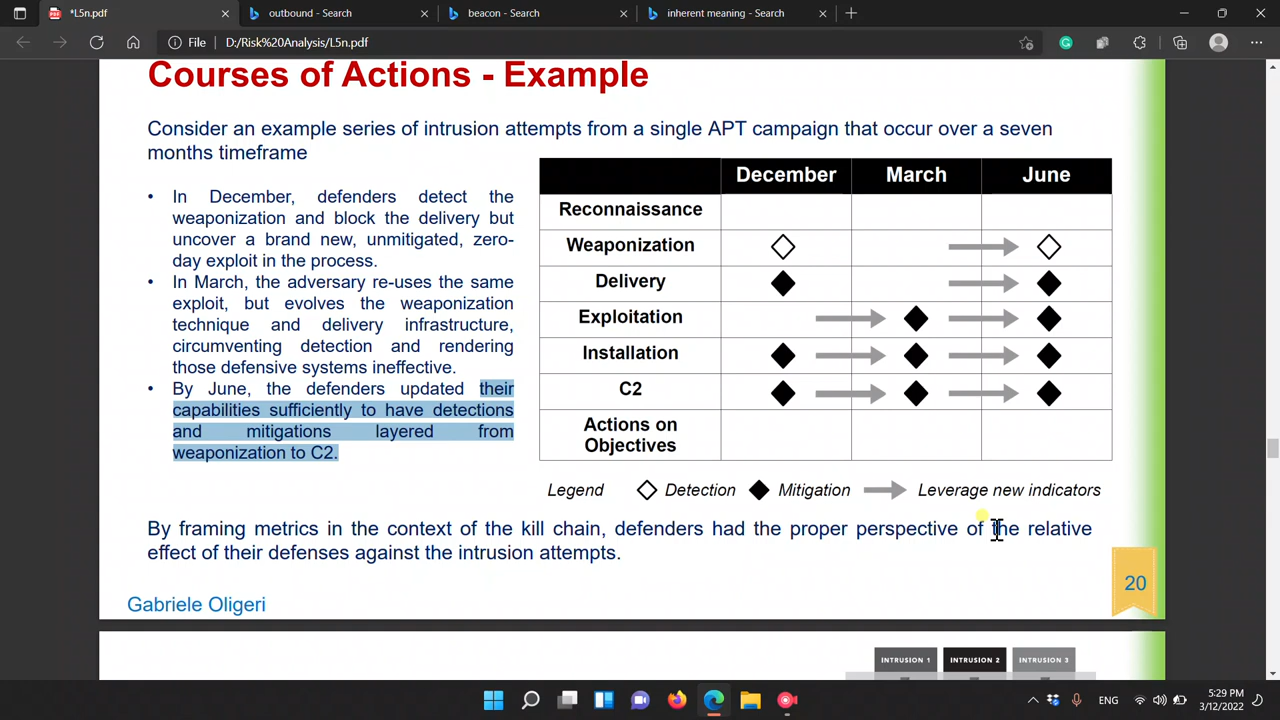 *L5n.pdf
outbound - Search
beacon - Search
inherent meaning - Search
File
D:/Risk%20Analysis/L5n.pdf
Courses of Actions - Example
Consider an example series of intrusion attempts from a single APT campaign that occur over a seven
months timeframe
• In December, defenders detect the
weaponization and block the delivery but
uncover a brand new, unmitigated, zero-
day exploit in the process.
• In March, the adversary re-uses the same
exploit, but evolves the weaponization
technique and delivery infrastructure,
circumventing detection and rendering
those defensive systems ineffective.
• By June, the defenders updated their
capabilities sufficiently to have detections
and mitigations layered from
weaponization to C2.
December March June
Reconnaissance
Weaponization
Delivery
Exploitation
Installation
C2
Actions on
Objectives
Legend Detection Mitigation Leverage new indicators
By framing metrics in the context of the kill chain, defenders had the proper perspective of the relative
effect of their defenses against the intrusion attempts.
20
Gabriele Oligeri
INTRUSION 1 INTRUSION 2 INTRUSION 3
ENG
5:29 PM
3/12/2022